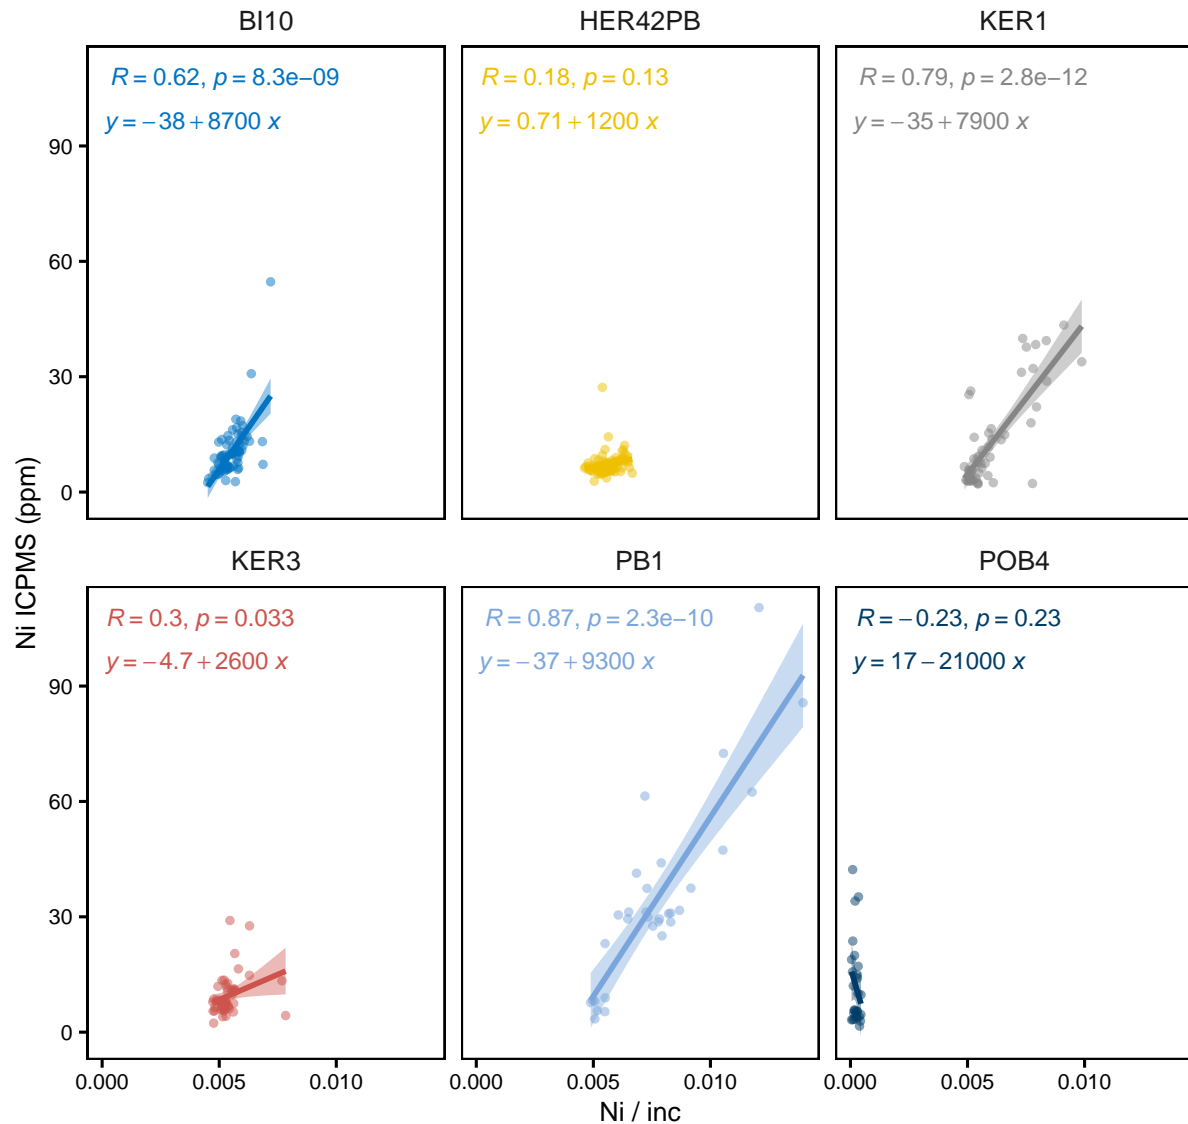 BI10
HER42PB
KER1
R = 0.62, p = 8.3e−09
y = −38 + 8700 x
R = 0.18, p = 0.13
y = 0.71 + 1200 x
R = 0.79, p = 2.8e−12
y = −35 + 7900 x
90
60
30
0
KER3
PB1
POB4
R = 0.3, p = 0.033
y = −4.7 + 2600 x
R = 0.87, p = 2.3e−10
y = −37 + 9300 x
R = −0.23, p = 0.23
y = 17 − 21000 x
90
60
30
0
0.000 0.005 0.010
0.000 0.005 0.010
0.000 0.005 0.010
Ni / inc
Ni ICPMS (ppm)